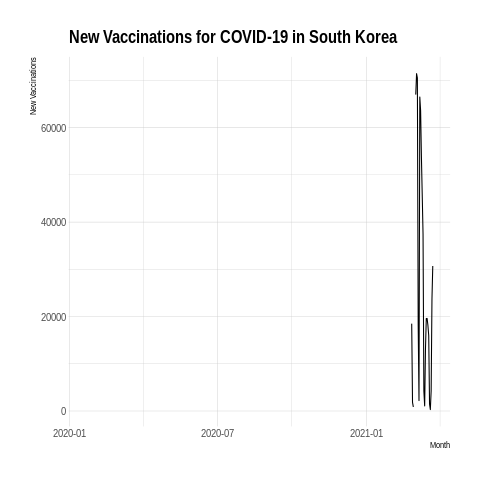 New Vaccinations for COVID-19 in South Korea
New Vaccinations
60000
40000
20000
0
2020-01 2020-07 2021-01
Month